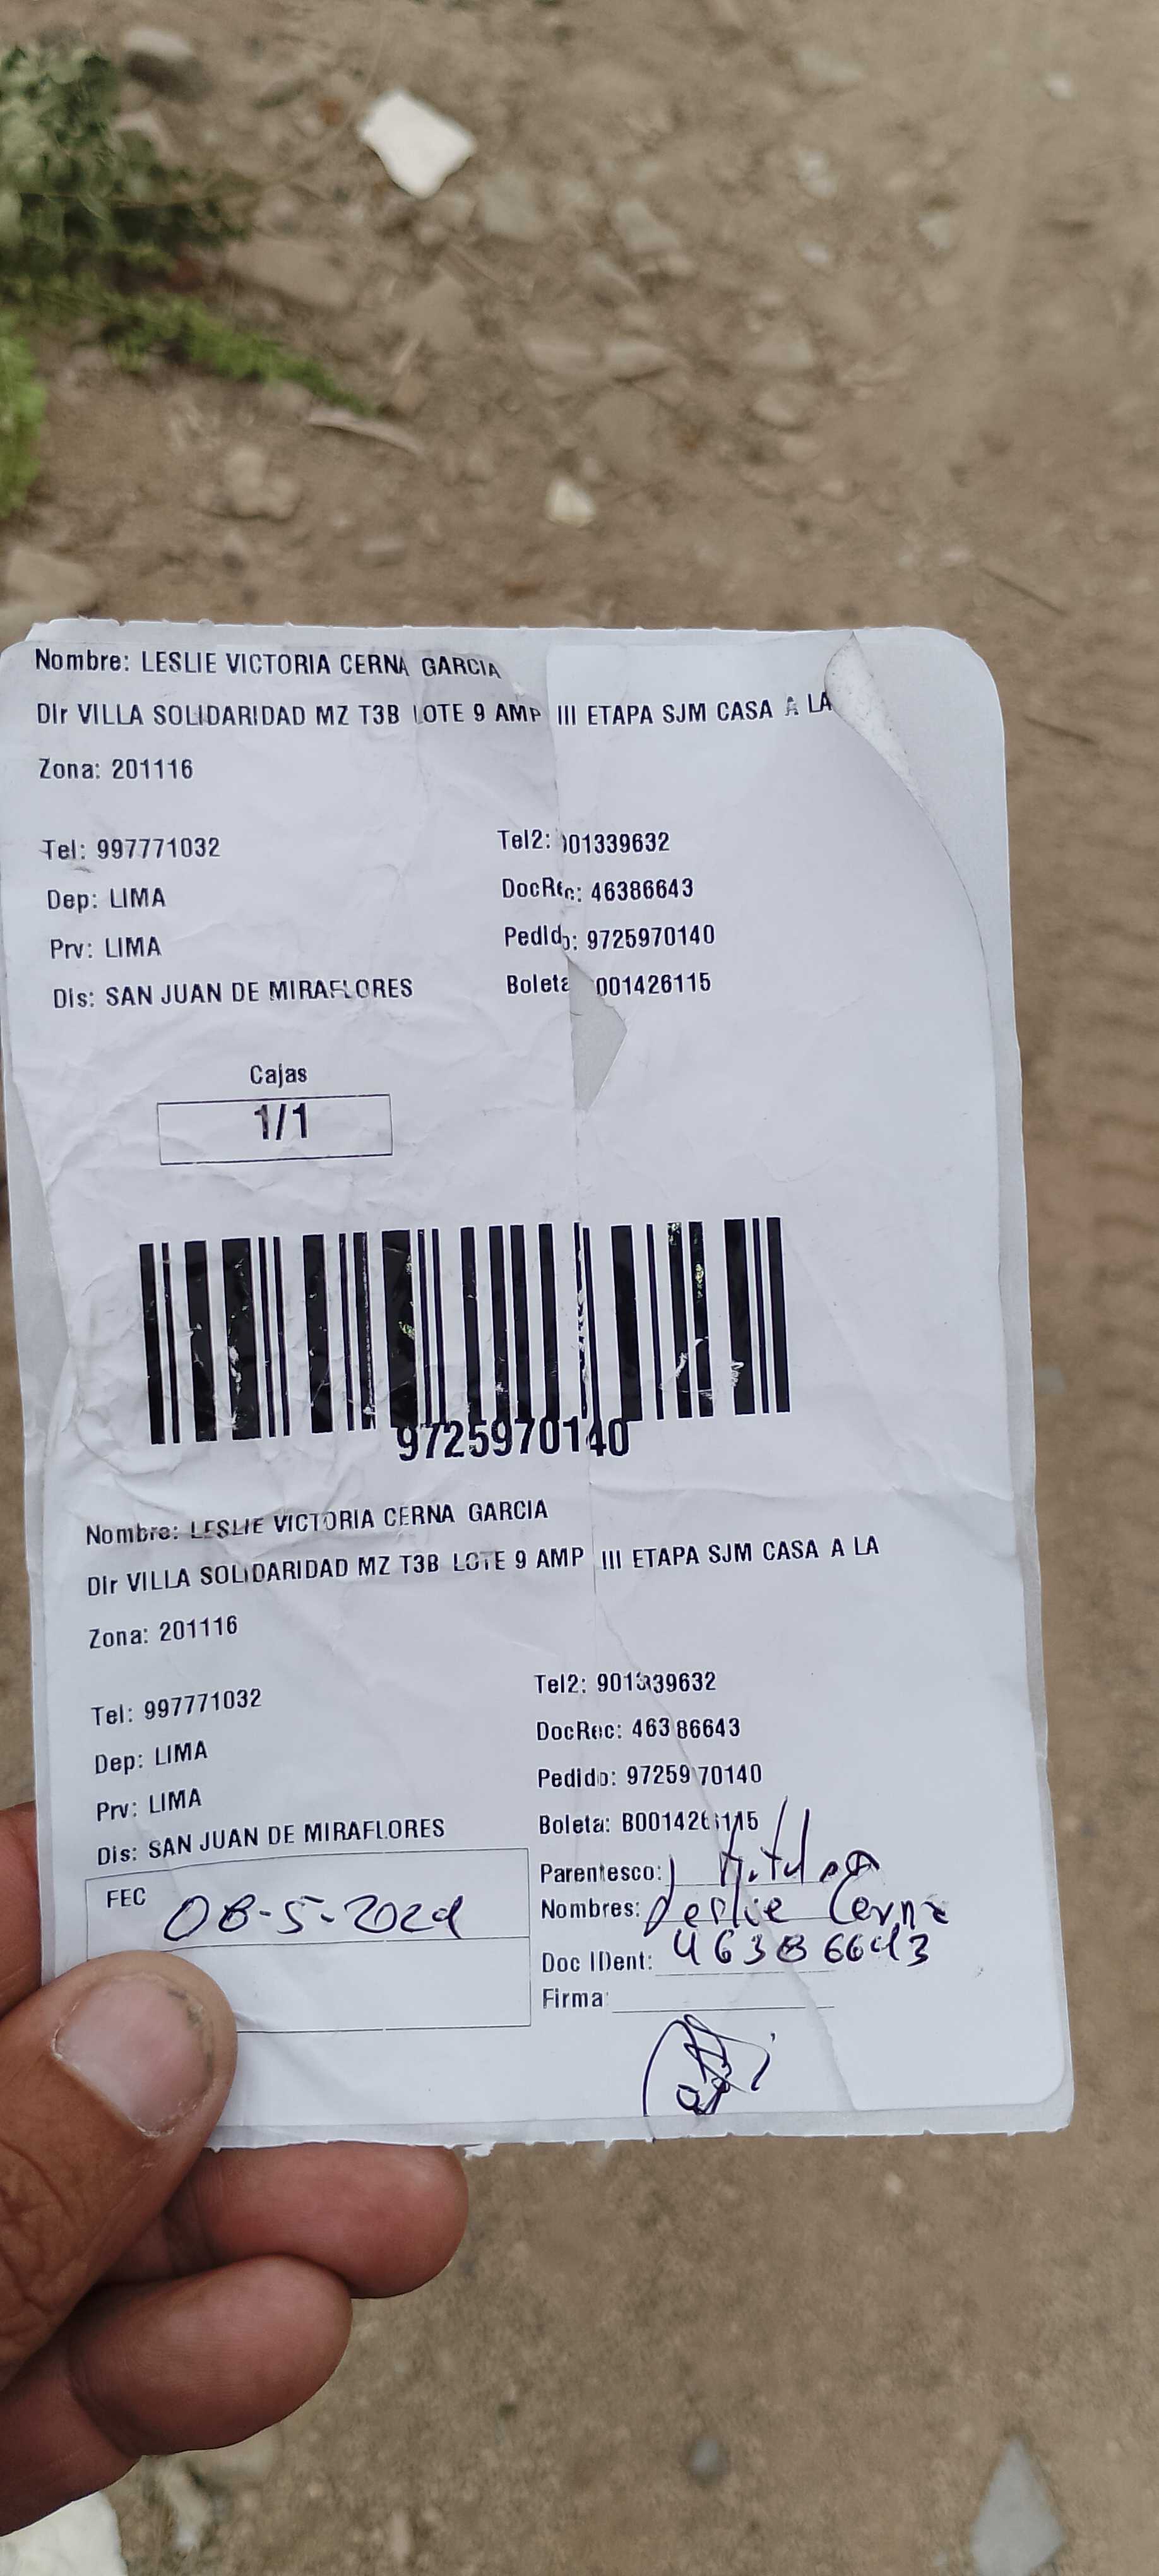 Nombre: LESLIE VICTORIA CERNA GARCIA
DIr VILLA SOLIDARIDAD MZ T3B LOTE 9 AMP III ETAPA SJM CASA A LA
Zona: 201116
Tel: 997771032 Tel2: 01339632
Dep: LIMA DocRec: 46386643
Prv: LIMA PedIdo: 9725970140
DIs: SAN JUAN DE MIRAFLORES Boleta 001426115
Cajas
1/1
9725970140
Nombre: LESLIE VICTORIA CERNA GARCIA
DIr VILLA SOLIDARIDAD MZ T3B LOTE 9 AMP III ETAPA SJM CASA A LA
Zona: 201116
Tel: 997771032 Tel2: 901339632
Dep: LIMA DocRec: 46386643
Prv: LIMA Pedido: 9725970140
Dis: SAN JUAN DE MIRAFLORES Boleta: B001426115
FEC 08-5-2024
Parentesco: titular
Nombres: Leslie Cerna
Doc IDent: 46386643
Firma: